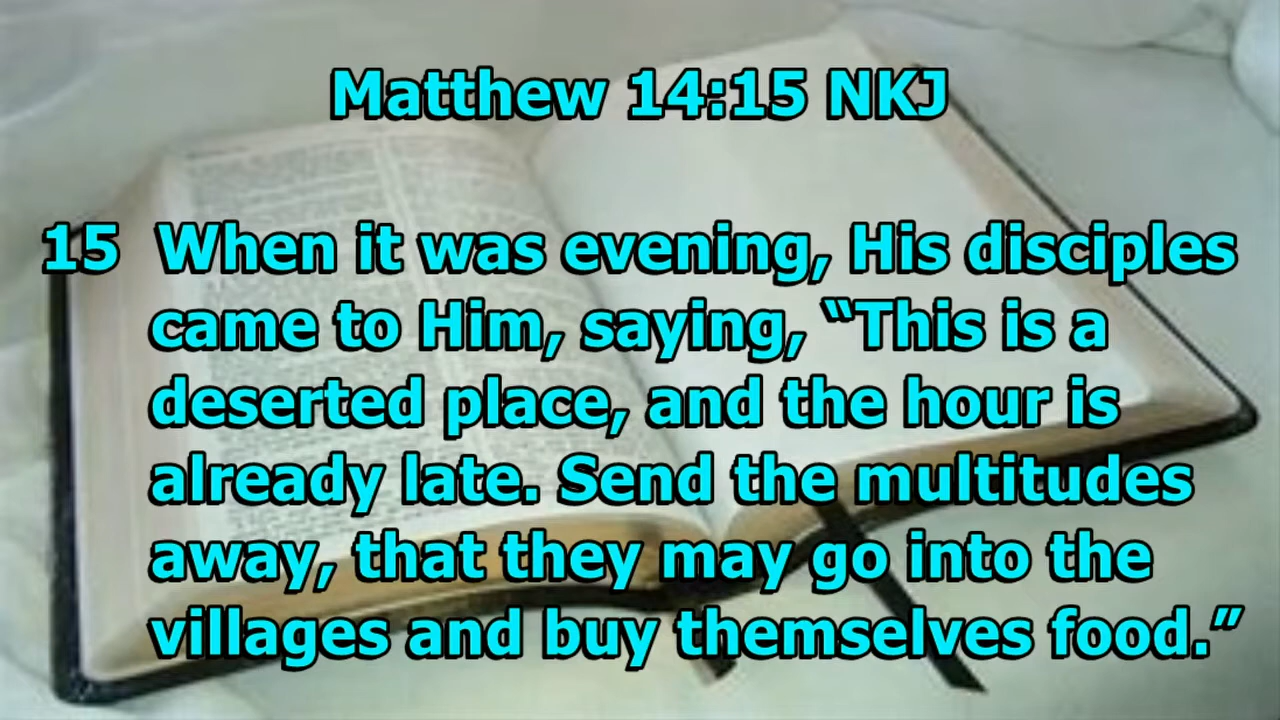 Matthew 14:15 NKJ
15 When it was evening, His disciples
came to Him, saying, “This is a
deserted place, and the hour is
already late. Send the multitudes
away, that they may go into the
villages and buy themselves food.”